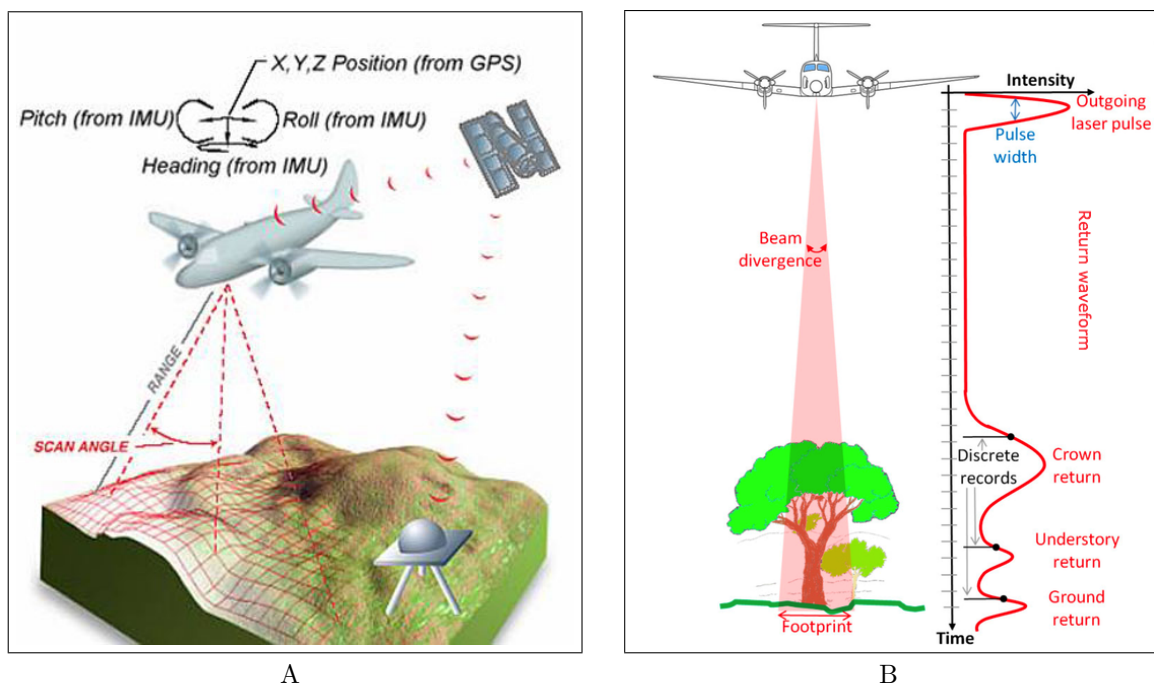 X,Y,Z Position (from GPS)
Pitch (from IMU)
Roll (from IMU)
Heading (from IMU)
RANGE
SCAN ANGLE
A
Intensity
Outgoing
laser pulse
Pulse
width
Beam
divergence
Return waveform
Discrete
records
Crown
return
Understory
return
Ground
return
Footprint
Time
B